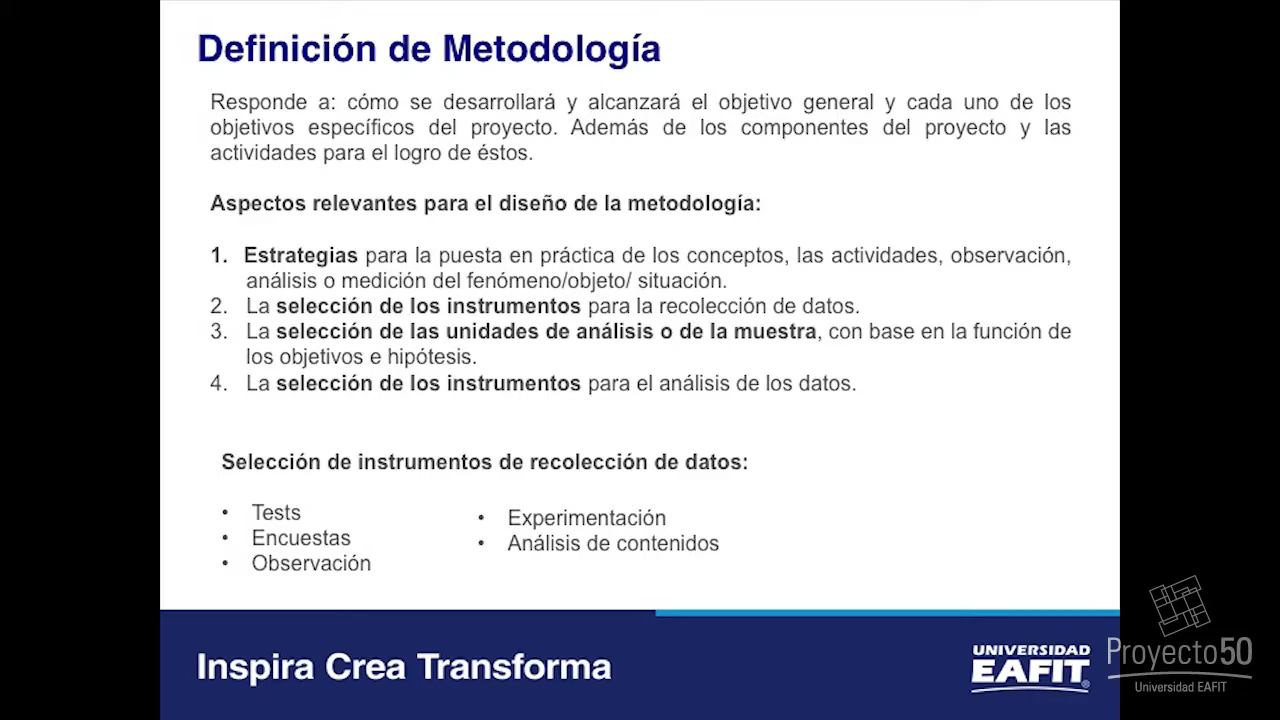 Definición de Metodología
Responde a: cómo se desarrollará y alcanzará el objetivo general y cada uno de los
objetivos específicos del proyecto. Además de los componentes del proyecto y las
actividades para el logro de éstos.
Aspectos relevantes para el diseño de la metodología:
1. Estrategias para la puesta en práctica de los conceptos, las actividades, observación,
análisis o medición del fenómeno/objeto/ situación.
2. La selección de los instrumentos para la recolección de datos.
3. La selección de las unidades de análisis o de la muestra, con base en la función de
los objetivos e hipótesis.
4. La selección de los instrumentos para el análisis de los datos.
Selección de instrumentos de recolección de datos:
• Tests
• Encuestas
• Observación
• Experimentación
• Análisis de contenidos
Inspira Crea Transforma
UNIVERSIDAD
EAFIT®
Proyecto50
Universidad EAFIT